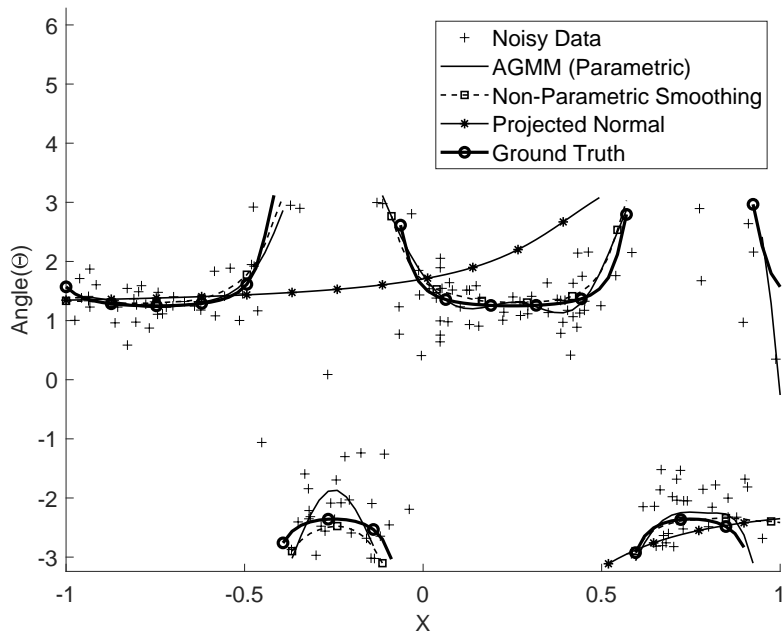 6
5
4
3
2
1
0
-1
-2
-3
Angle(Θ)
-1
-0.5
0
0.5
1
X
Noisy Data
AGMM (Parametric)
Non-Parametric Smoothing
Projected Normal
Ground Truth